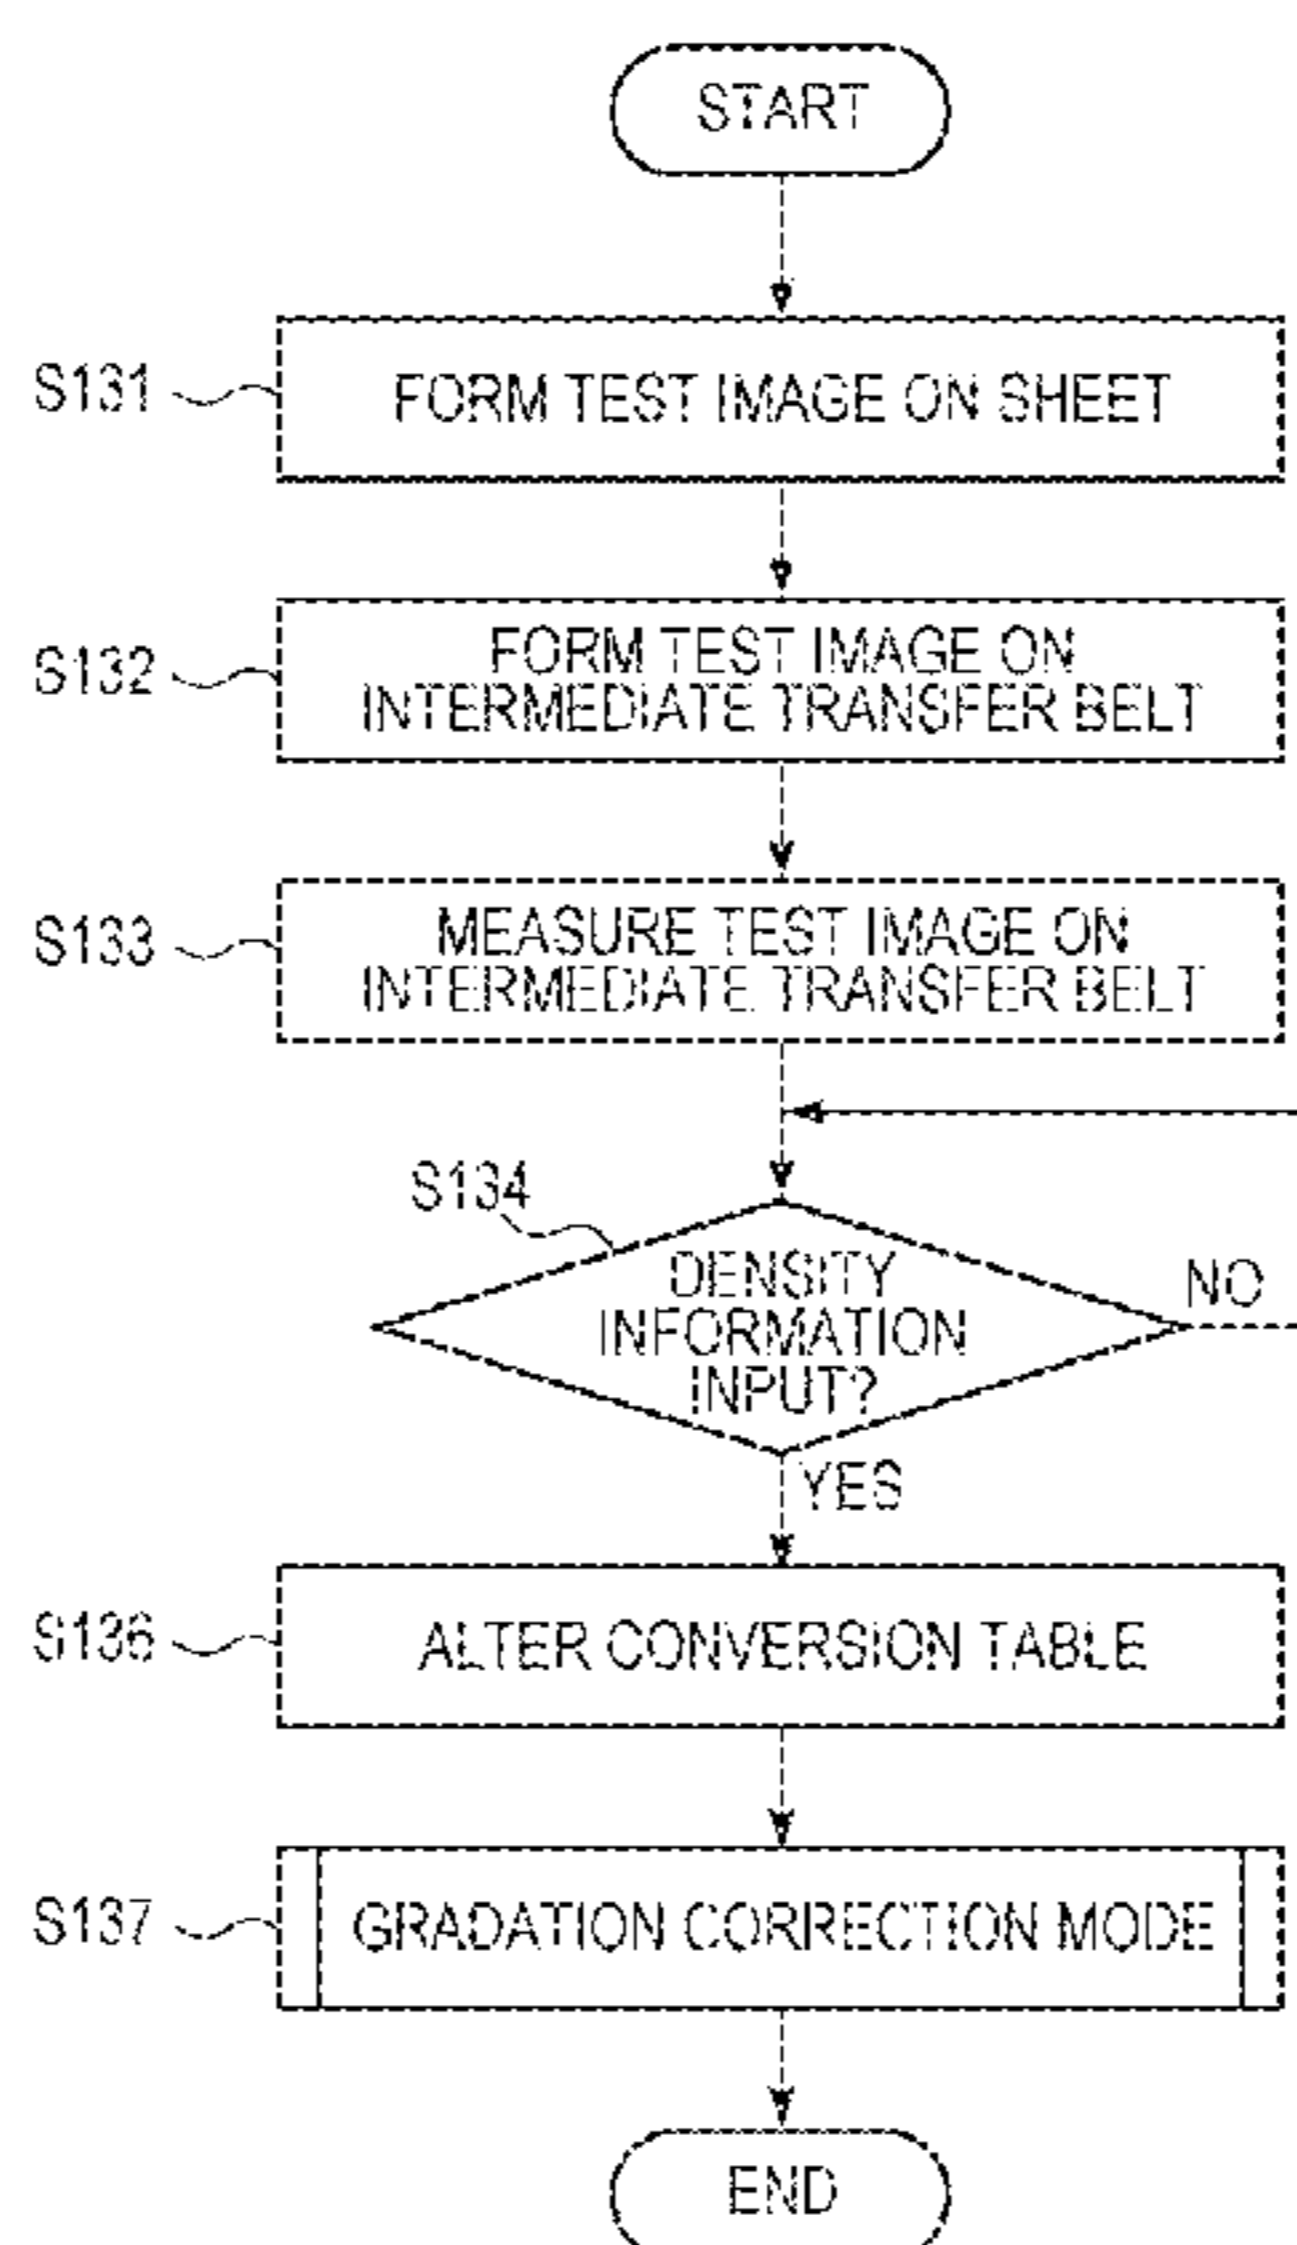 START
S131
FORM TEST IMAGE ON SHEET
S132
FORM TEST IMAGE ON
INTERMEDIATE TRANSFER BELT
S133
MEASURE TEST IMAGE ON
INTERMEDIATE TRANSFER BELT
S134
DENSITY
INFORMATION
INPUT?
NO
YES
S136
ALTER CONVERSION TABLE
S137
GRADATION CORRECTION MODE
END